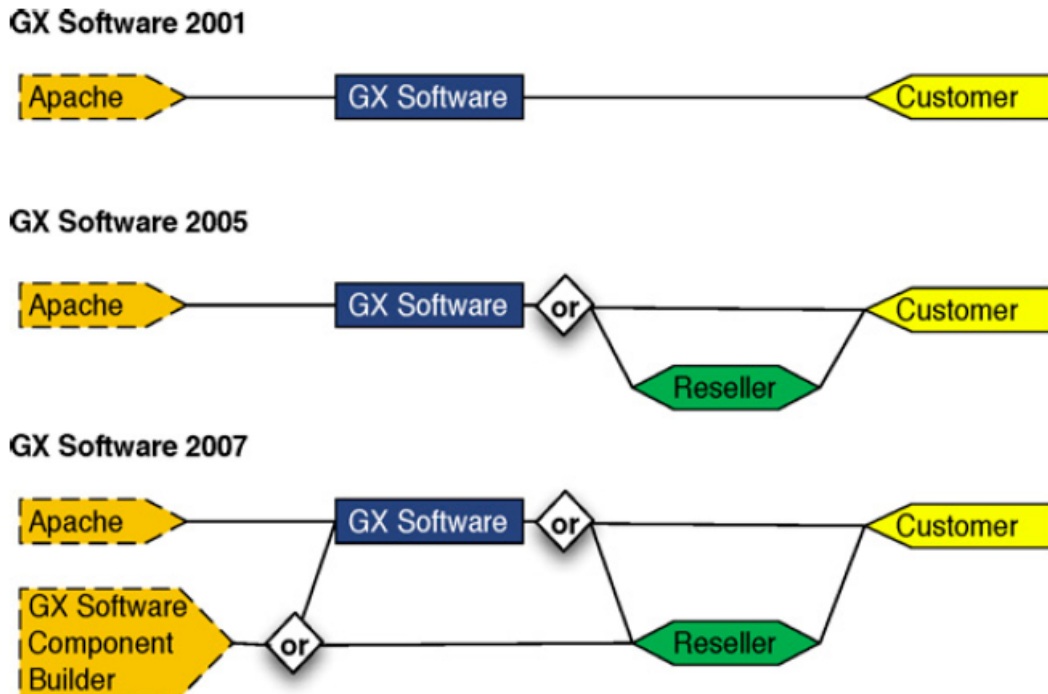 GX Software 2001
Apache
GX Software
Customer
GX Software 2005
Apache
GX Software
or
Customer
Reseller
GX Software 2007
Apache
GX Software
or
Customer
GX Software
Component
Builder
or
Reseller